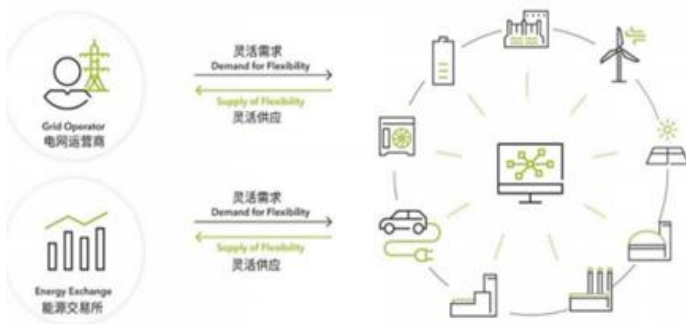 灵活需求
Demand for Flexibility
Supply of Flexibility
灵活供应
Grid Operator
电网运营商
灵活需求
Demand for Flexibility
Supply of Flexibility
灵活供应
Energy Exchange
能源交易所